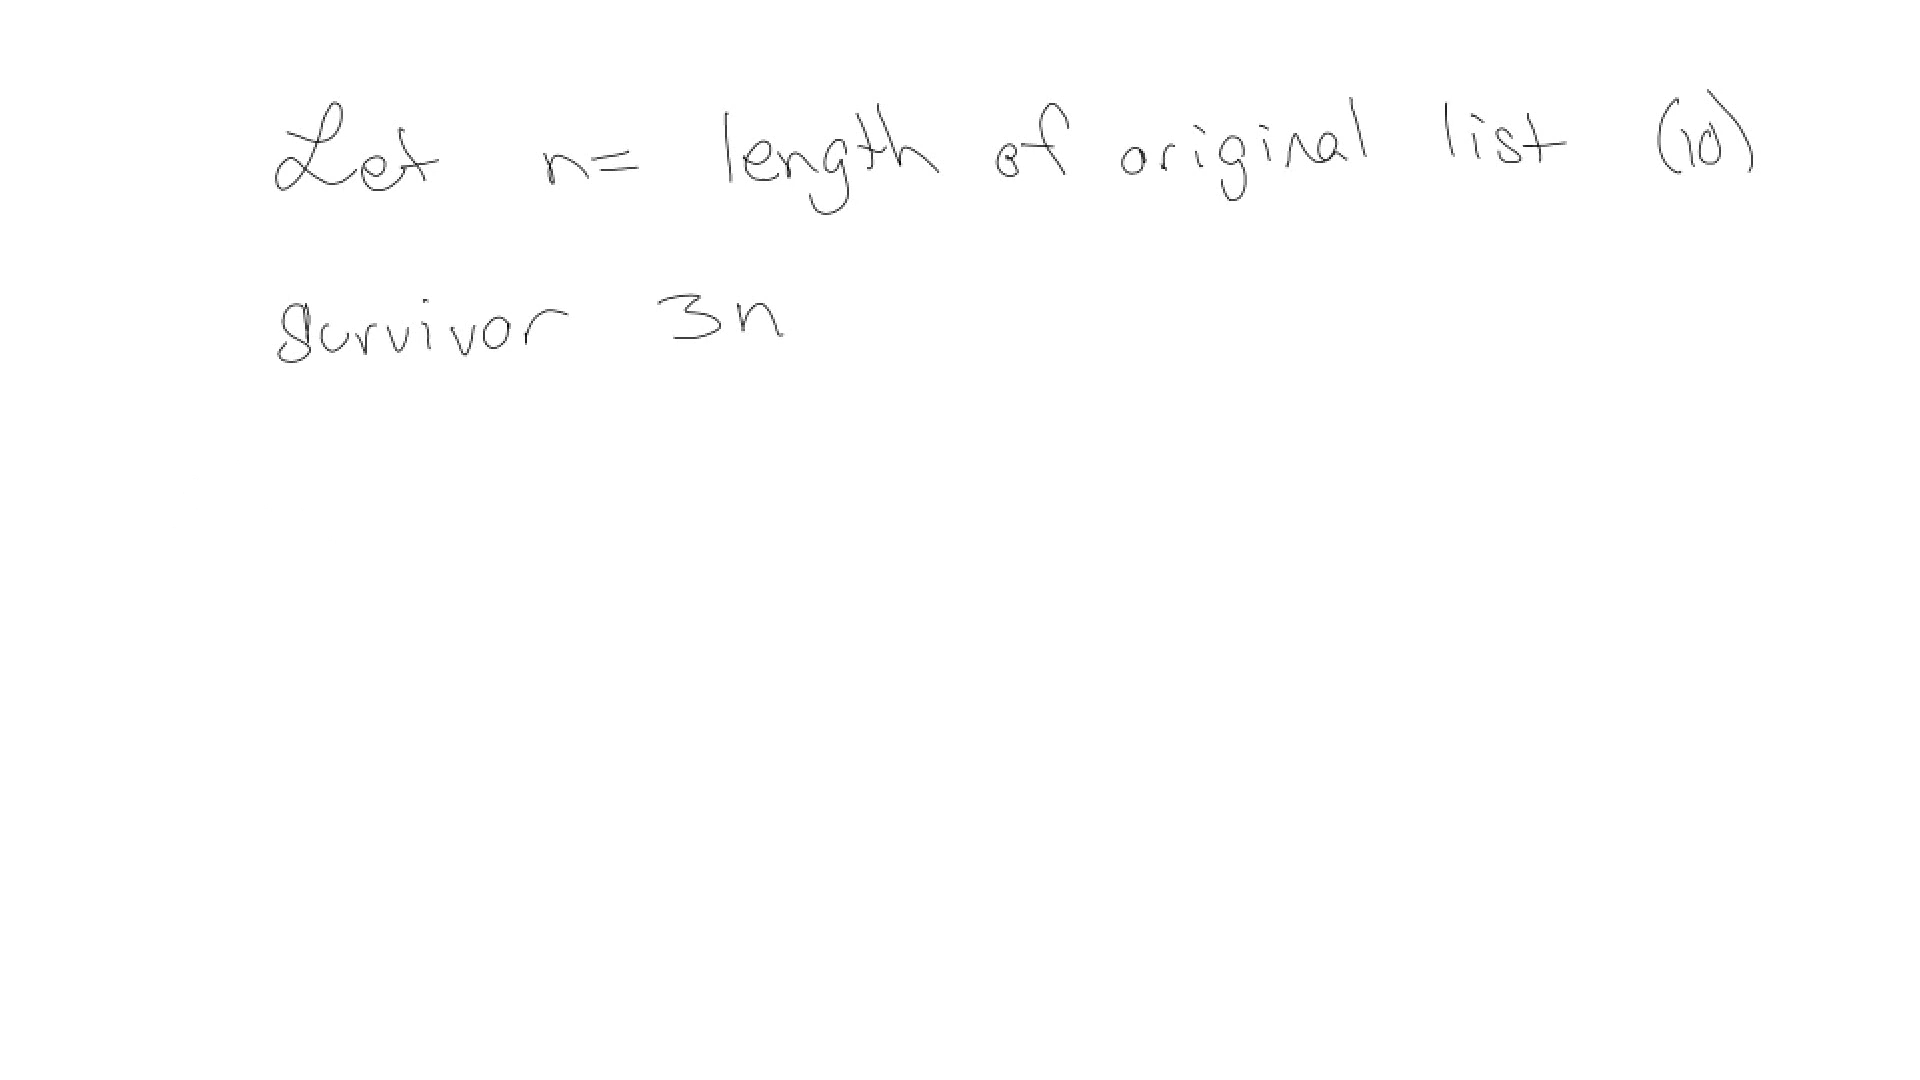 Let n= length of original list (10)
survivor 3n